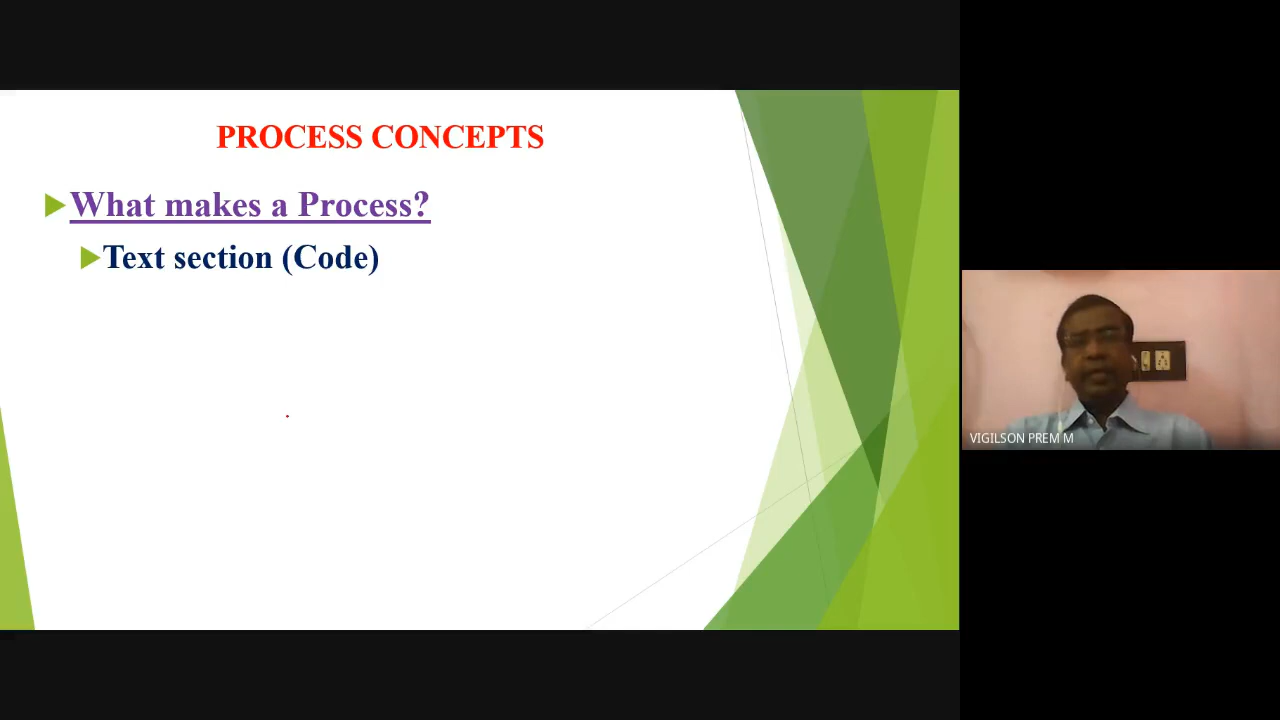 PROCESS CONCEPTS
What makes a Process?
Text section (Code)
VIGILSON PREM M